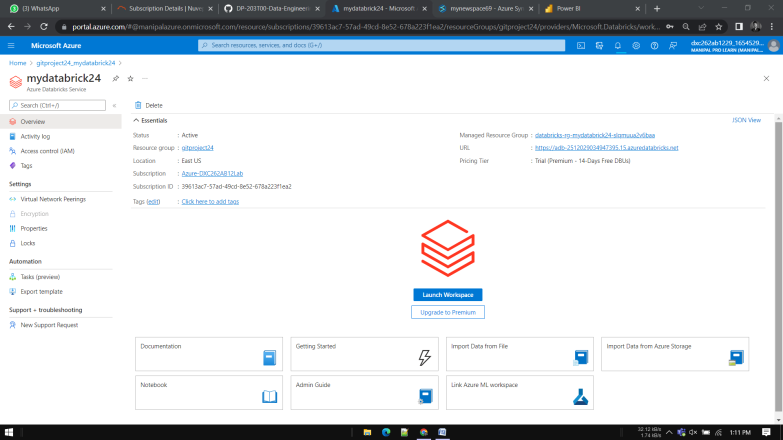 (3) WhatsApp
Subscription Details | Nuve
DP-203T00-Data-Engineer
mydatabrick24 - Microsoft
mynewspace69 - Azure Syn
Power BI
portal.azure.com/#@manipalazure.onmicrosoft.com/resource/subscriptions/39613ac7-57ad-49cd-8e52-678a223f1ea2/resourceGroups/gitproject24/providers/Microsoft.Databricks/work...
Microsoft Azure
Search resources, services, and docs (G+/)
dxc262ab1229_1654529...
MANIPAL PRO LEARN (MANIPAL...
Home > gitproject24_mydatabrick24 >
mydatabrick24
Azure Databricks Service
Search (Ctrl+/)
Overview
Activity log
Access control (IAM)
Tags
Settings
Virtual Network Peerings
Encryption
Properties
Locks
Automation
Tasks (preview)
Export template
Support + troubleshooting
New Support Request
Delete
Essentials
JSON View
Status : Active
Resource group : gitproject24
Location : East US
Subscription : Azure-DXC262AB12Lab
Subscription ID : 39613ac7-57ad-49cd-8e52-678a223f1ea2
Tags (edit) : Click here to add tags
Managed Resource Group :
URL : https://adb-2512029034947395.15.azuredatabricks.net
Pricing Tier : Trial (Premium - 14-Days Free DBUs)
Launch Workspace
Upgrade to Premium
Documentation
Getting Started
Import Data from File
Import Data from Azure Storage
Notebook
Admin Guide
Link Azure ML workspace
32.12 kB/s
1.74 kB/s
1:11 PM